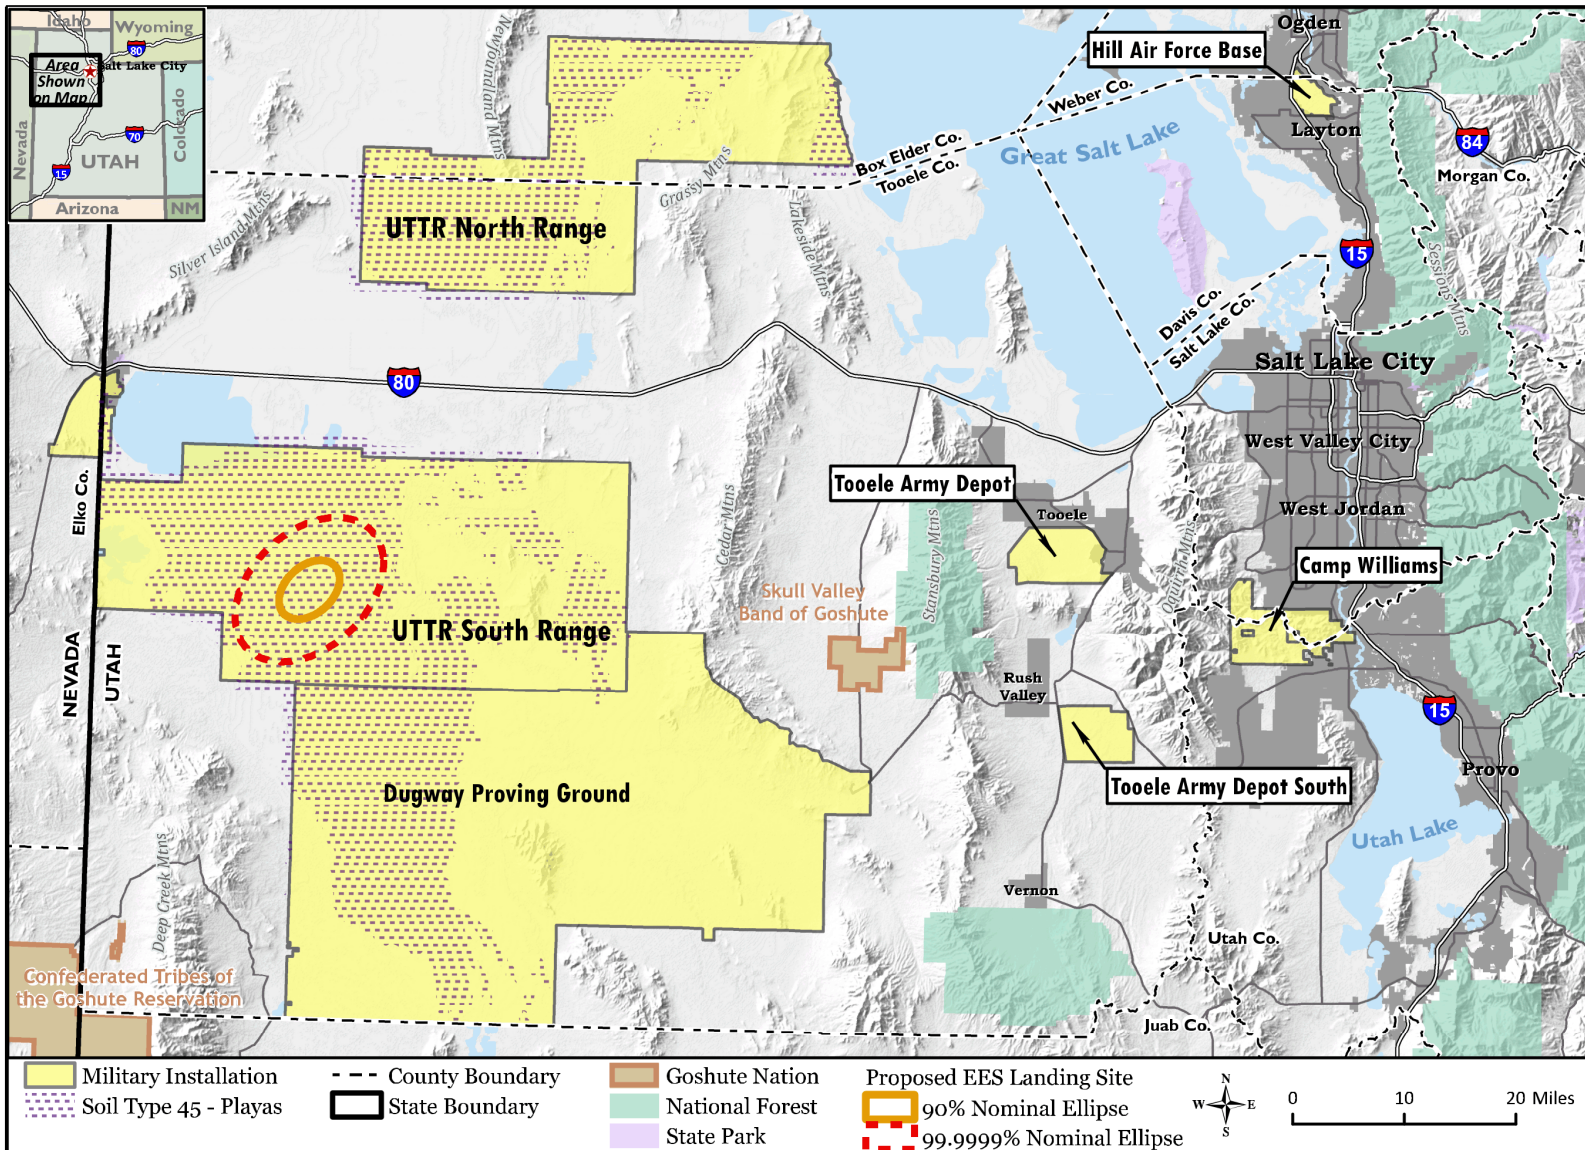 Idaho
Wyoming
80
Area
Shown
on Map
Salt Lake City
Nevada
Colorado
70
UTAH
15
Arizona
NM
Newfoundland Mtns
Ogden
Hill Air Force Base
Weber Co.
Layton
Box Elder Co.
Tooele Co.
Great Salt Lake
84
Morgan Co.
Silver Island Mtns
Grassy Mtns
Lakeside Mtns
UTTR North Range
15
Sessions Mtns
Davis Co.
Salt Lake Co.
Salt Lake City
80
West Valley City
Elko Co.
Cedar Mtns
Tooele Army Depot
Tooele
West Jordan
Stansbury Mtns
Oquirrh Mtns
Camp Williams
Skull Valley
Band of Goshute
UTTR South Range
NEVADA
UTAH
Rush
Valley
15
Dugway Proving Ground
Tooele Army Depot South
Provo
Utah Lake
Deep Creek Mtns
Vernon
Utah Co.
Confederated Tribes of
the Goshute Reservation
Juab Co.
Military Installation
Soil Type 45 - Playas
County Boundary
State Boundary
Goshute Nation
National Forest
State Park
Proposed EES Landing Site
90% Nominal Ellipse
99.9999% Nominal Ellipse
N
W E
S
0 10 20 Miles